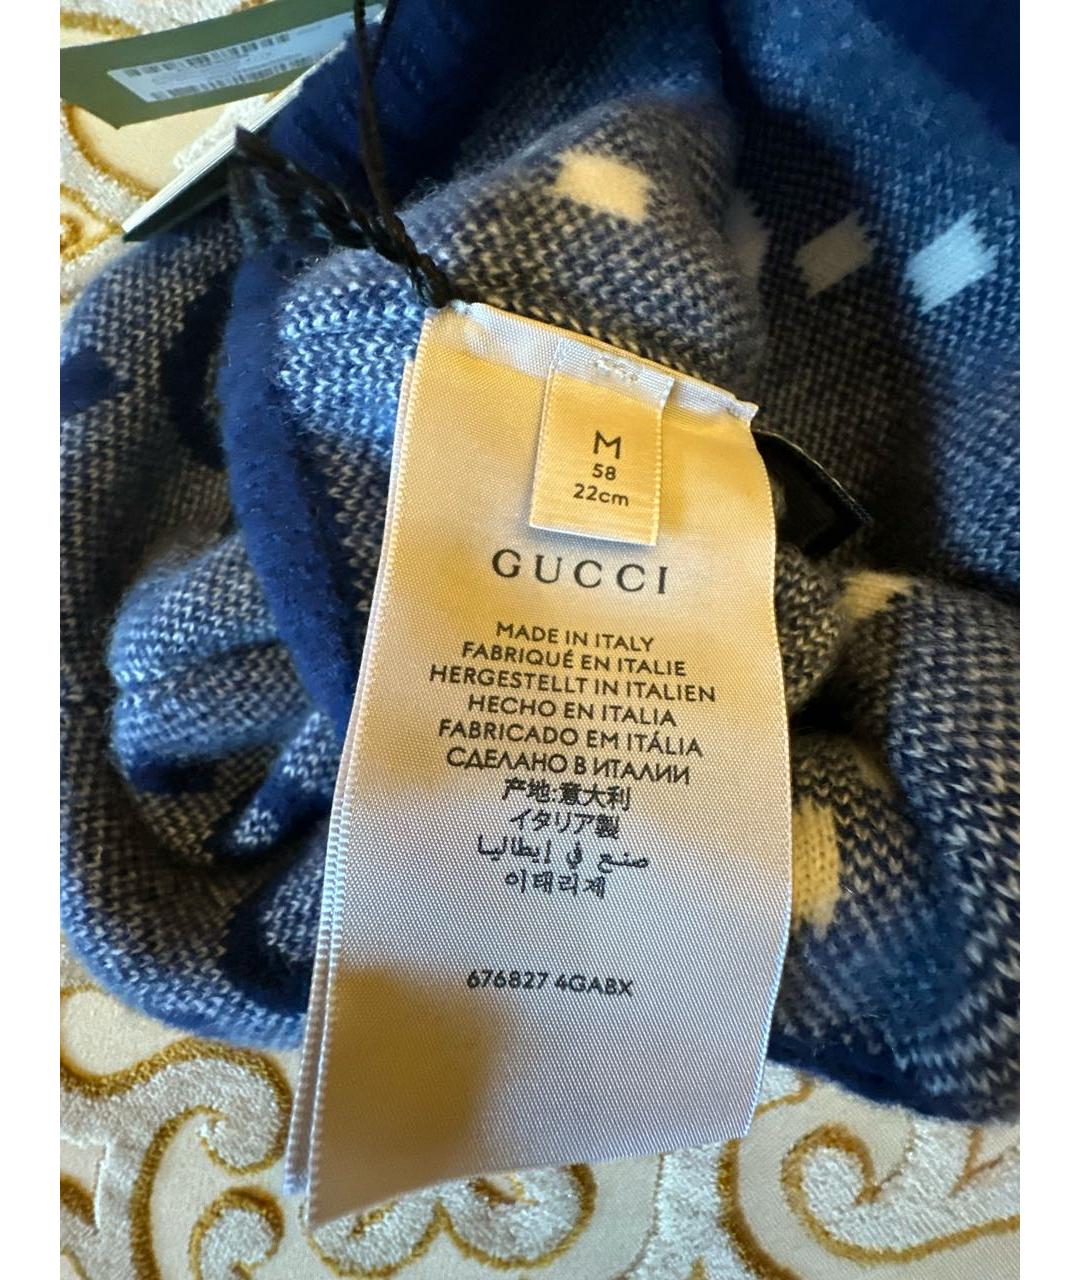 M
58
22cm
GUCCI
MADE IN ITALY
FABRIQUÉ EN ITALIE
HERGESTELLT IN ITALIEN
HECHO EN ITALIA
FABRICADO EM ITÁLIA
СДЕЛАНО В ИТАЛИИ
产地:意大利
イタリア製
صنع في إيطاليا
이태리제
676827 4GABX